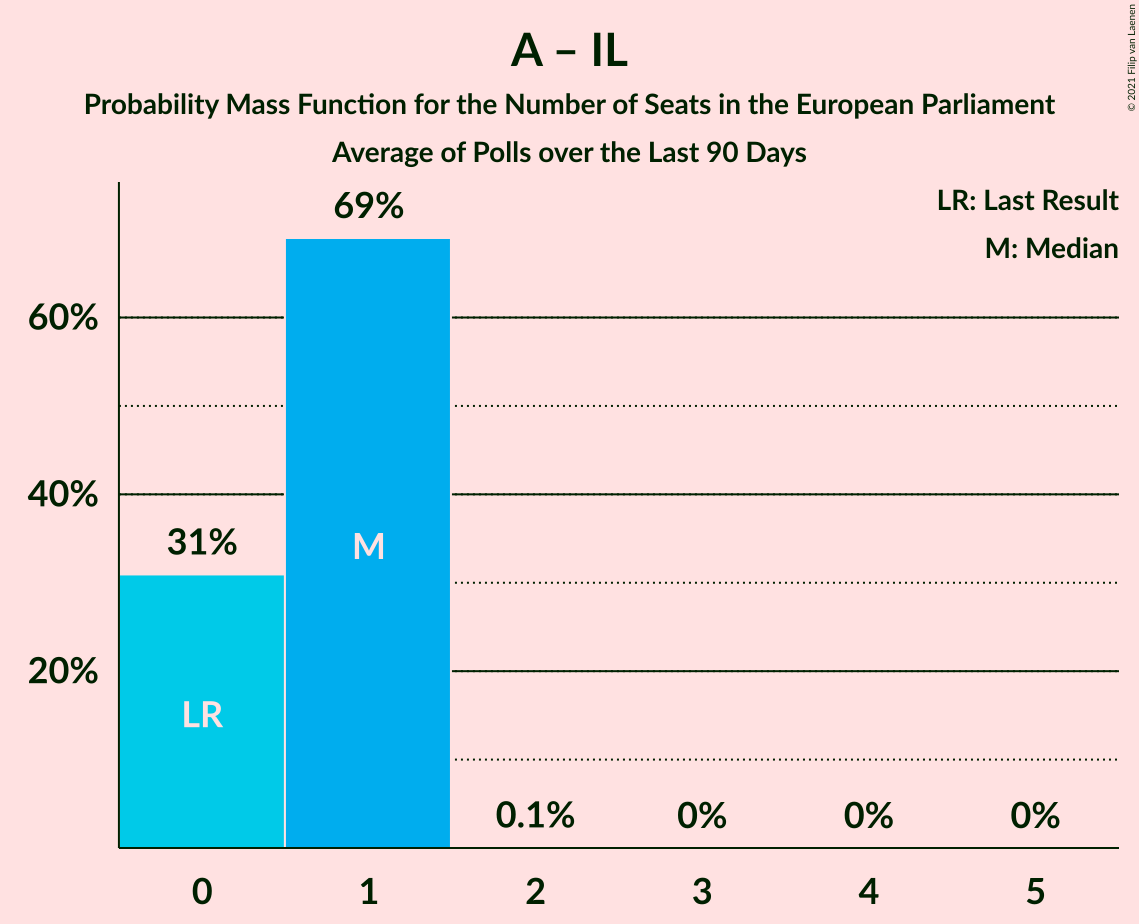 A – IL
Probability Mass Function for the Number of Seats in the European Parliament
Average of Polls over the Last 90 Days
© 2021 Filip van Laenen
LR: Last Result
M: Median
69%
60%
40%
31%
M
20%
LR
0.1%
0%
0%
0%
0
1
2
3
4
5